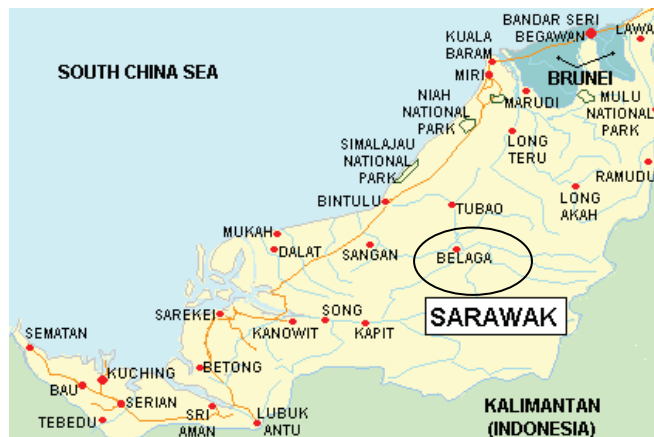 BANDAR SERI
BEGAWAN
LAWA
KUALA
BARAM
SOUTH CHINA SEA
MIRI
BRUNEI
NIAH
NATIONAL
PARK
MARUDI
MULU
NATIONAL
PARK
SIMALAJAU
NATIONAL
PARK
LONG
TERU
RAMUDU
LONG
AKAH
BINTULU
TUBAO
MUKAH
DALAT
SANGAN
BELAGA
SAREKEI
SONG
SARAWAK
KANOWIT
KAPIT
SEMATAN
KUCHING
BETONG
BAU
SERIAN
TEBEDU
SRI
AMAN
LUBUK
ANTU
KALIMANTAN
(INDONESIA)